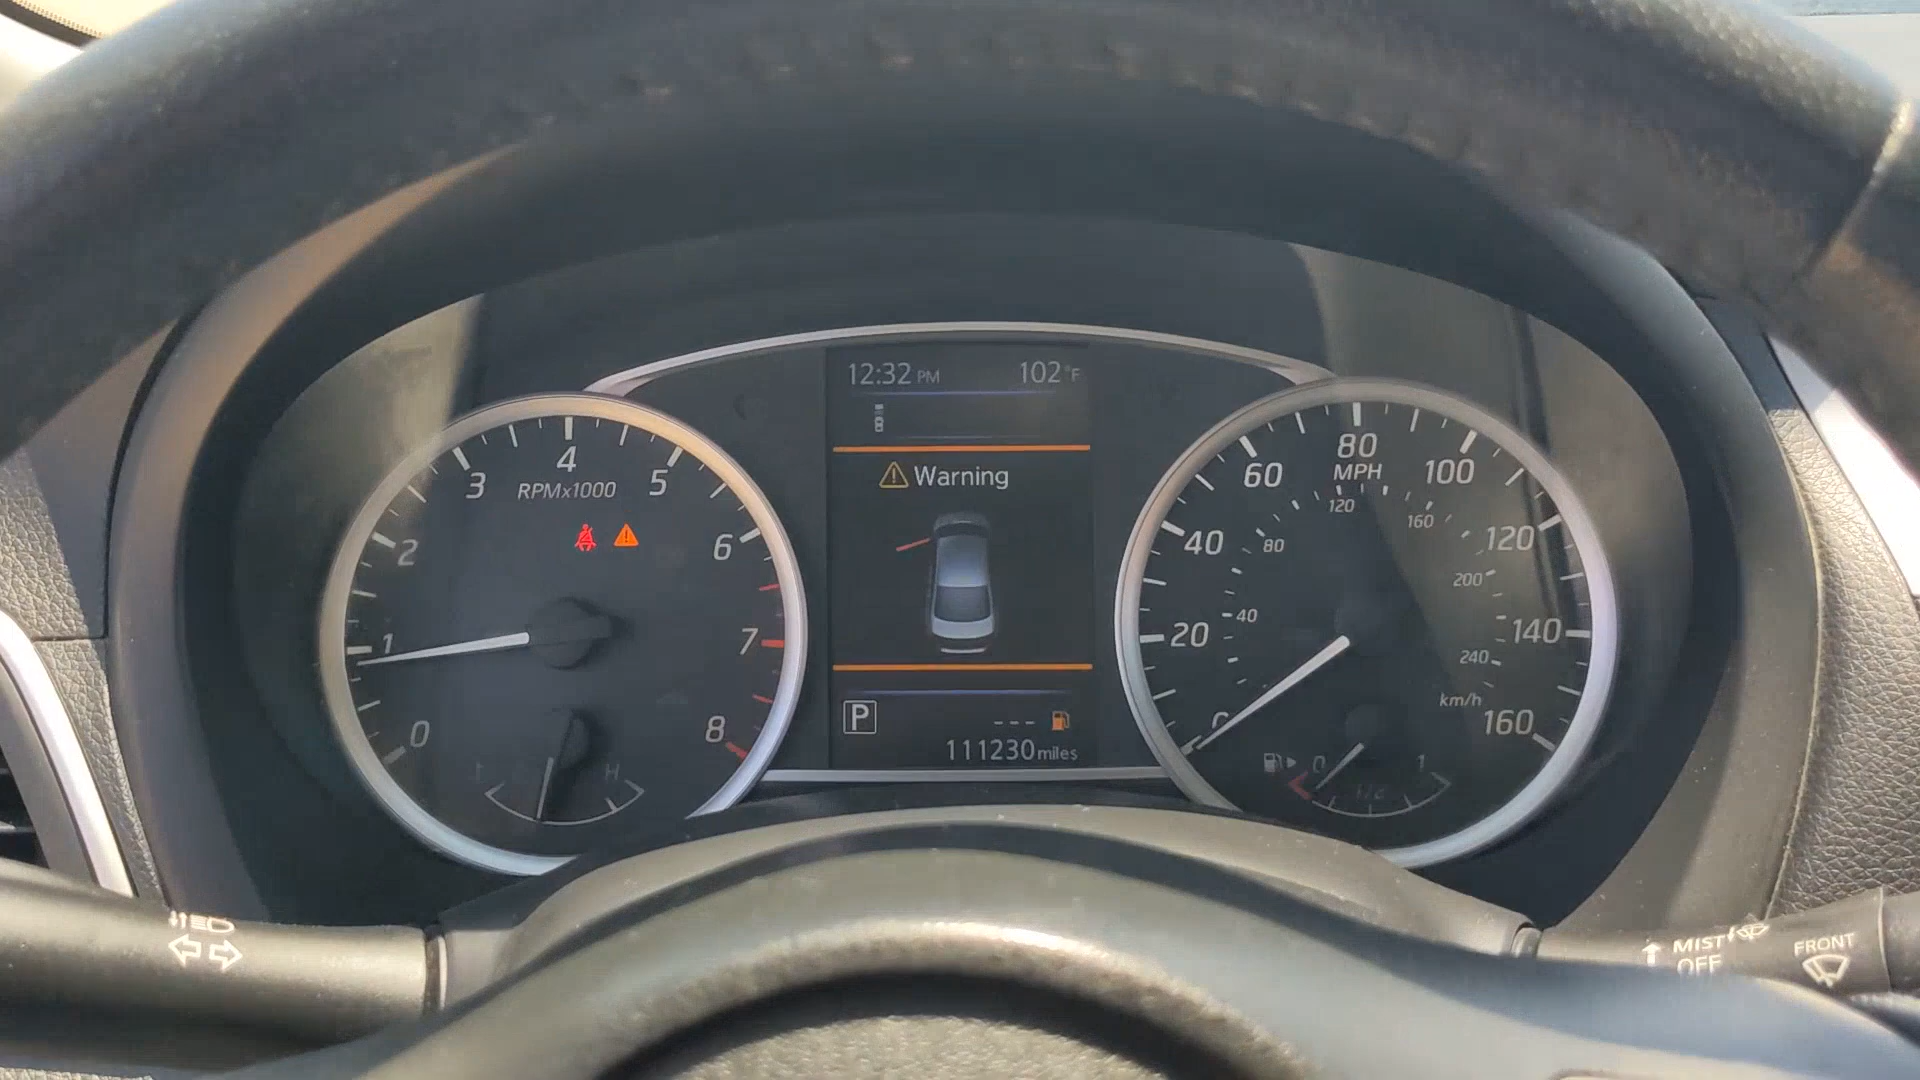 12:32 PM 102°F
Warning
P
---
111230 miles
0 1 2 3 4 5 6 7 8
RPMx1000
H
0 20 40 60 80 100 120 140 160
MPH
40 80 120 160 200 240
km/h
0 1
MIST
OFF
FRONT